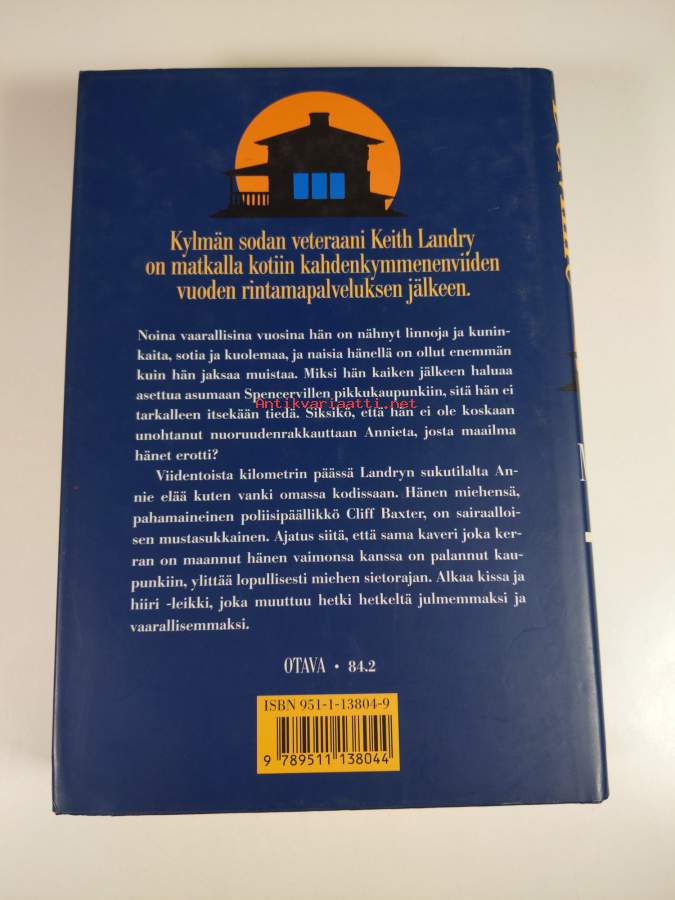 Kylmän sodan veteraani Keith Landry
on matkalla kotiin kahdenkymmenenviiden
vuoden rintamapalveluksen jälkeen.
Noina vaarallisina vuosina hän on nähnyt linnoja ja kunin-
kaita, sotia ja kuolemaa, ja naisia hänellä on ollut enemmän
kuin hän jaksaa muistaa. Miksi hän kaiken jälkeen haluaa
asettua asumaan Spencervillen pikkukaupunkiin, sitä hän ei
tarkalleen itsekään tiedä. Siksikö, että hän ei ole koskaan
unohtanut nuoruudenrakkauttaan Annieta, josta maailma
hänet erotti?
Viidentoista kilometrin päässä Landryn sukutilalta An-
nie elää kuten vanki omassa kodissaan. Hänen miehensä,
pahamaineinen poliisipäällikkö Cliff Baxter, on sairaalloi-
sen mustasukkainen. Ajatus siitä, että sama kaveri joka ker-
ran on maannut hänen vaimonsa kanssa on palannut kau-
punkiin, ylittää lopullisesti miehen sietorajan. Alkaa kissa ja
hiiri -leikki, joka muuttuu hetki hetkeltä julmemmaksi ja
vaarallisemmaksi.
OTAVA • 84.2
ISBN 951-1-13804-9
9 789511 138044
Antikvariaatti.net